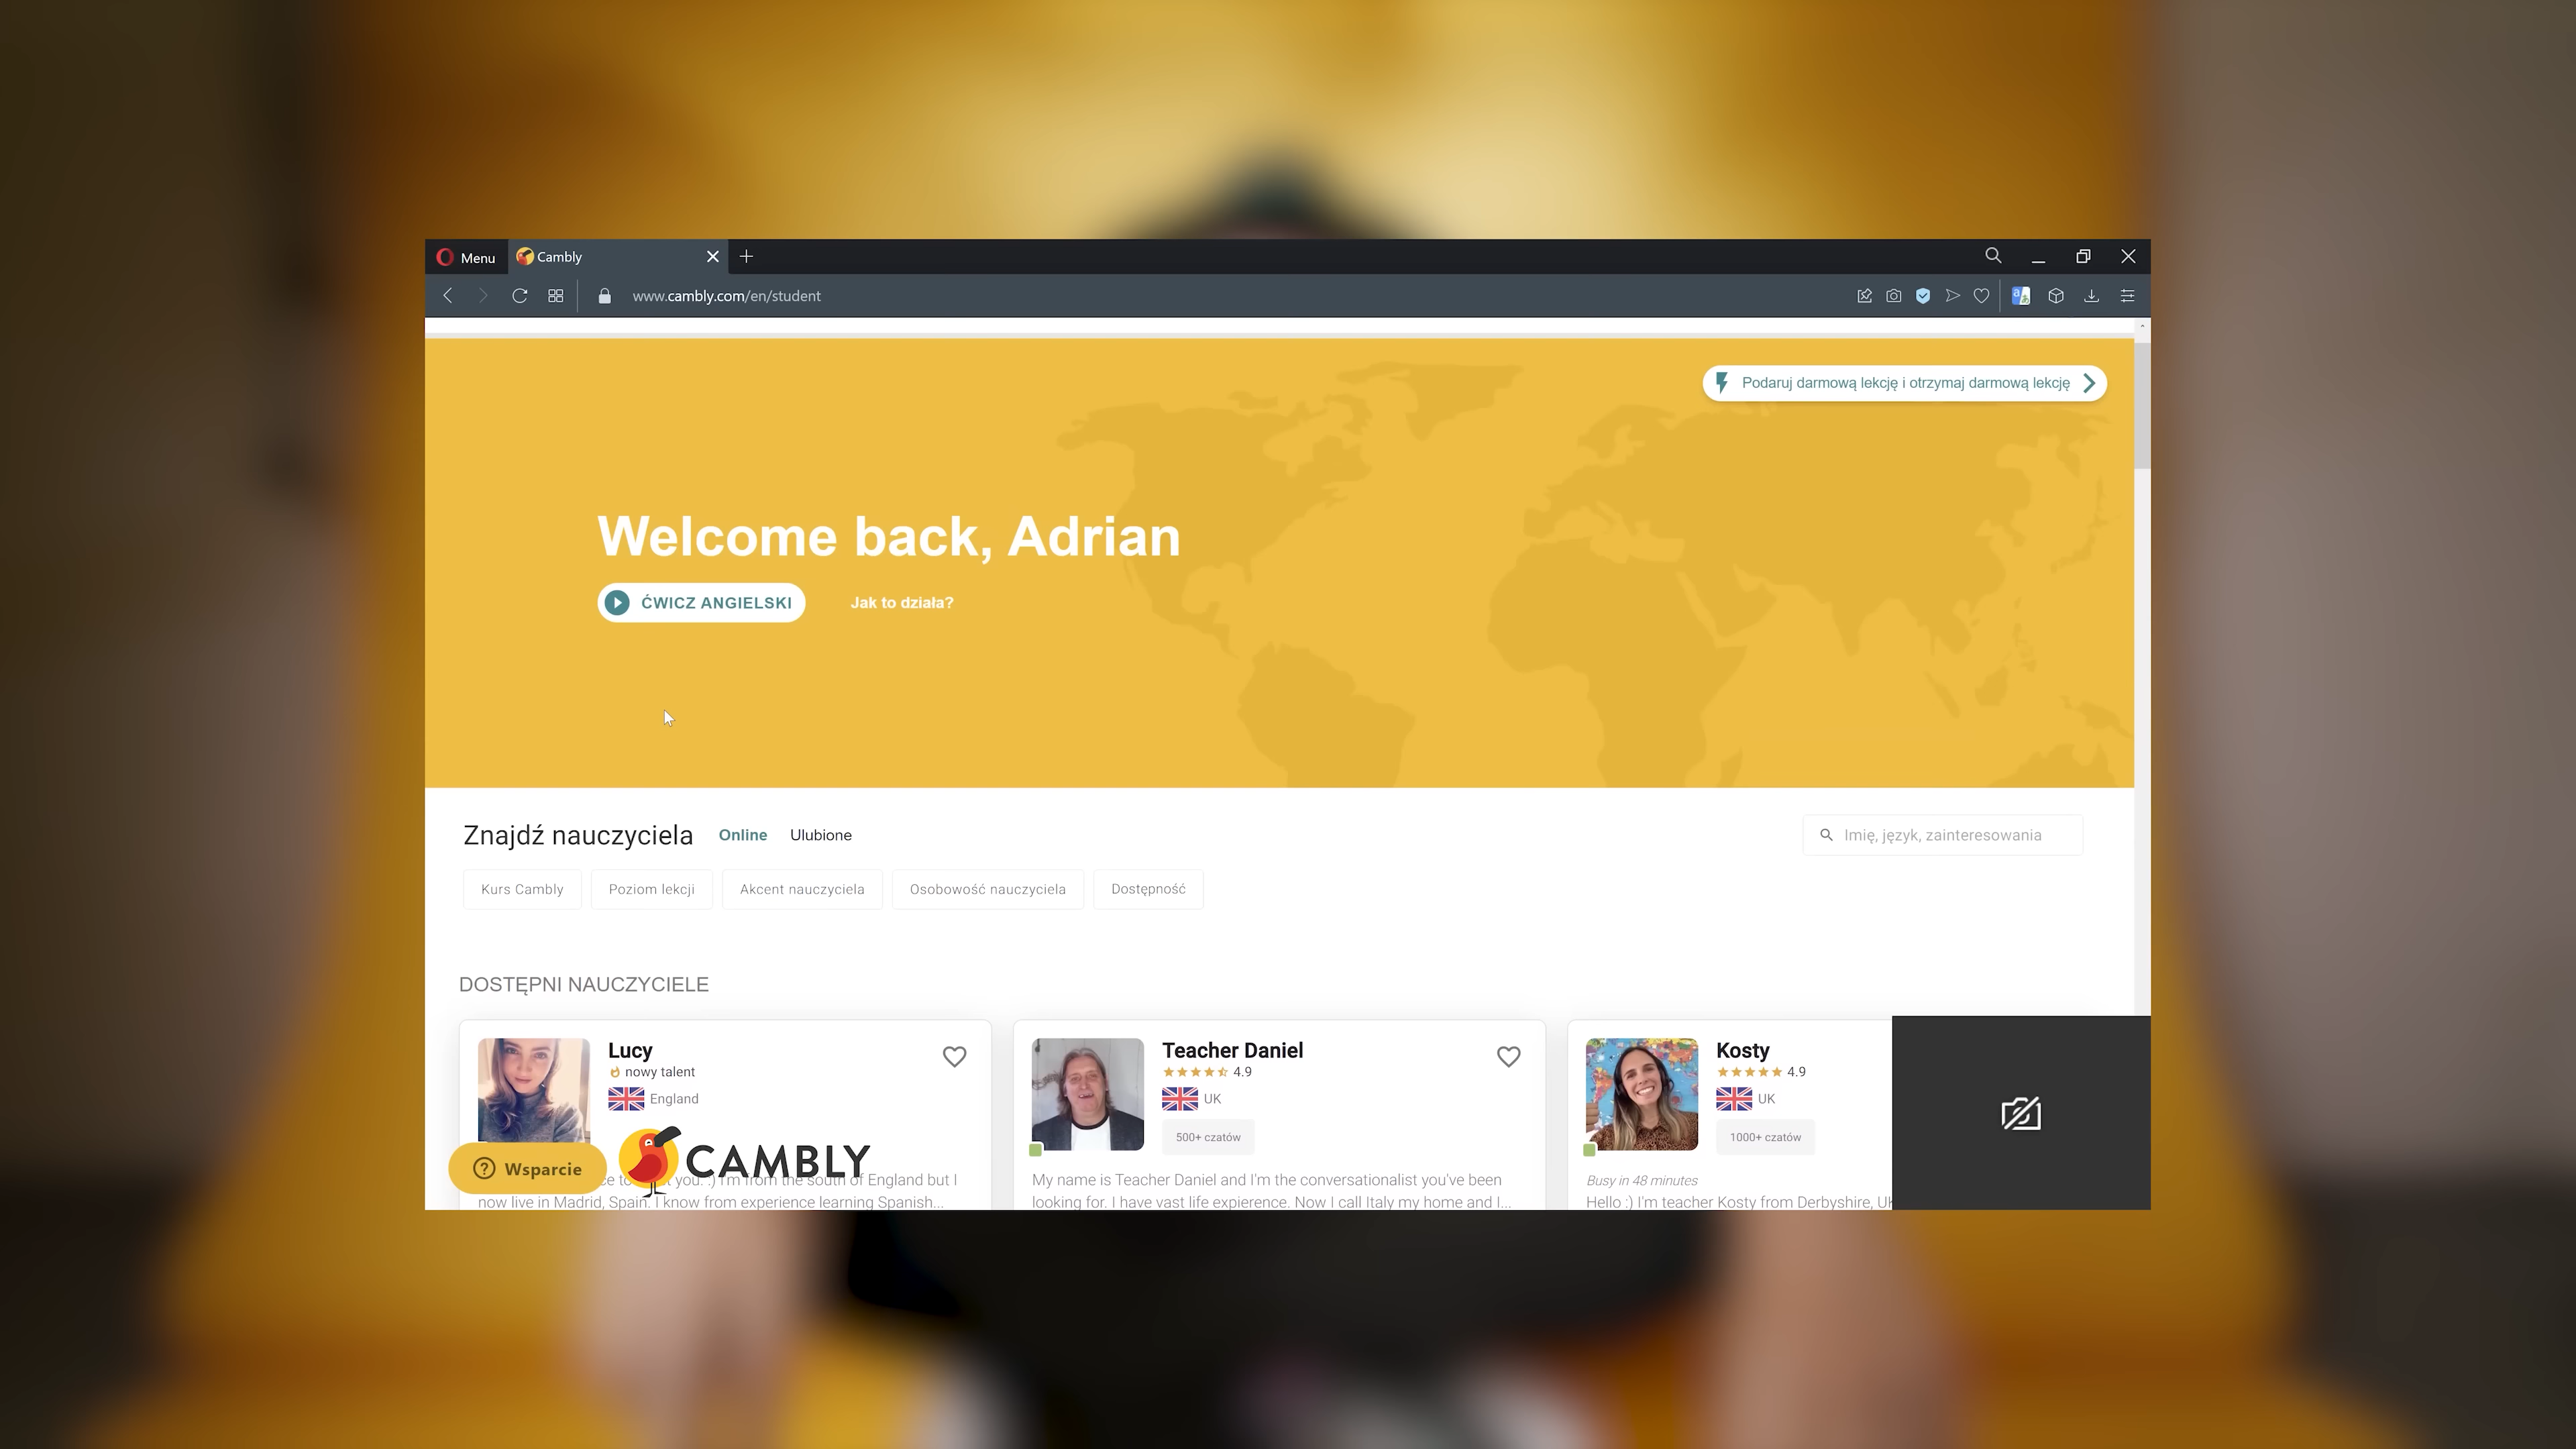 Menu
Cambly
www.cambly.com/en/student
Podaruj darmową lekcję i otrzymaj darmową lekcję
Welcome back, Adrian
ĆWICZ ANGIELSKI
Jak to działa?
Znajdź nauczyciela
Online
Ulubione
Imię, język, zainteresowania
Kurs Cambly
Poziom lekcji
Akcent nauczyciela
Osobowość nauczyciela
Dostępność
DOSTĘPNI NAUCZYCIELE
Lucy
nowy talent
England
you. :) I'm from the south of England but I
now live in Madrid, Spain. I know from experience learning Spanish...
Teacher Daniel
4.9
UK
500+ czatów
My name is Teacher Daniel and I'm the conversationalist you've been
looking for. I have vast life expierence. Now I call Italy my home and I...
Kosty
4.9
UK
1000+ czatów
Busy in 48 minutes
Hello :) I'm teacher Kosty from Derbyshire,
Wsparcie
CAMBLY